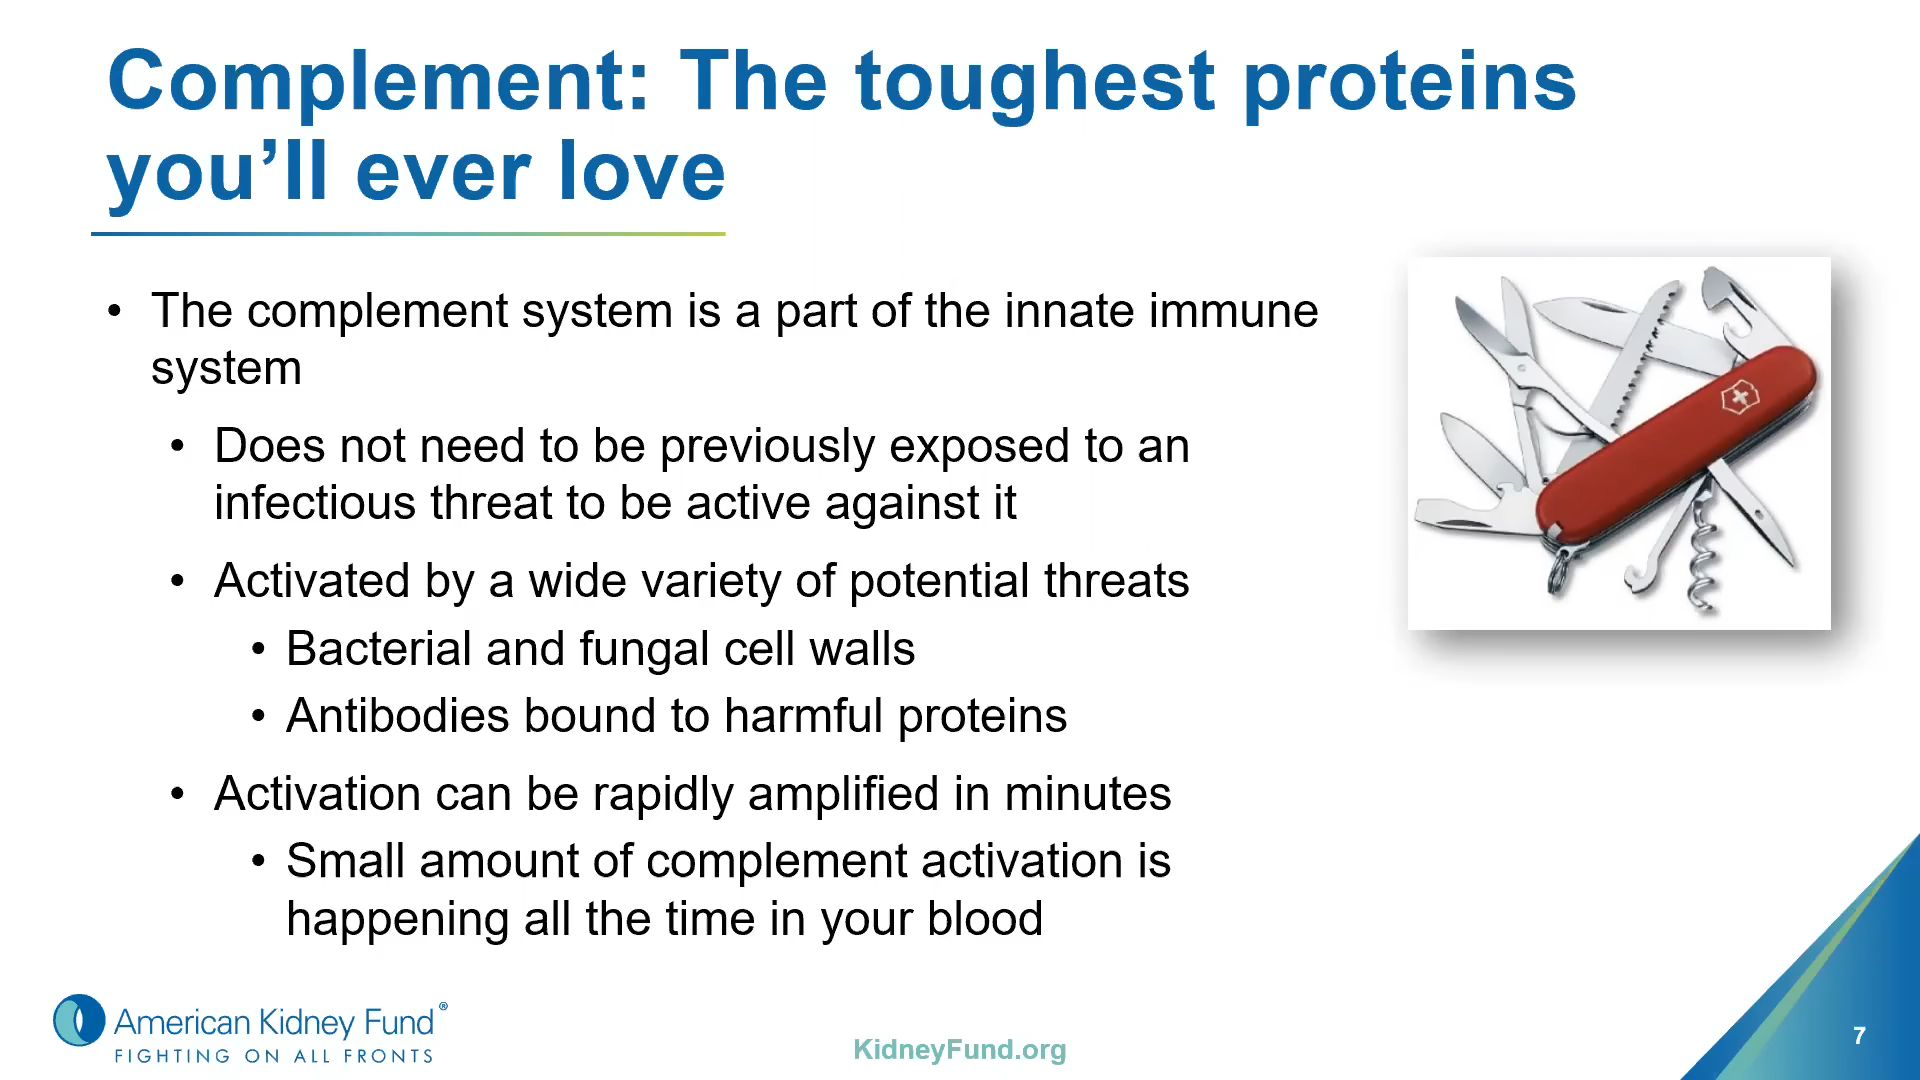 Complement: The toughest proteins
you’ll ever love
• The complement system is a part of the innate immune
system
• Does not need to be previously exposed to an
infectious threat to be active against it
• Activated by a wide variety of potential threats
• Bacterial and fungal cell walls
• Antibodies bound to harmful proteins
• Activation can be rapidly amplified in minutes
• Small amount of complement activation is
happening all the time in your blood
American Kidney Fund®
FIGHTING ON ALL FRONTS
KidneyFund.org
7